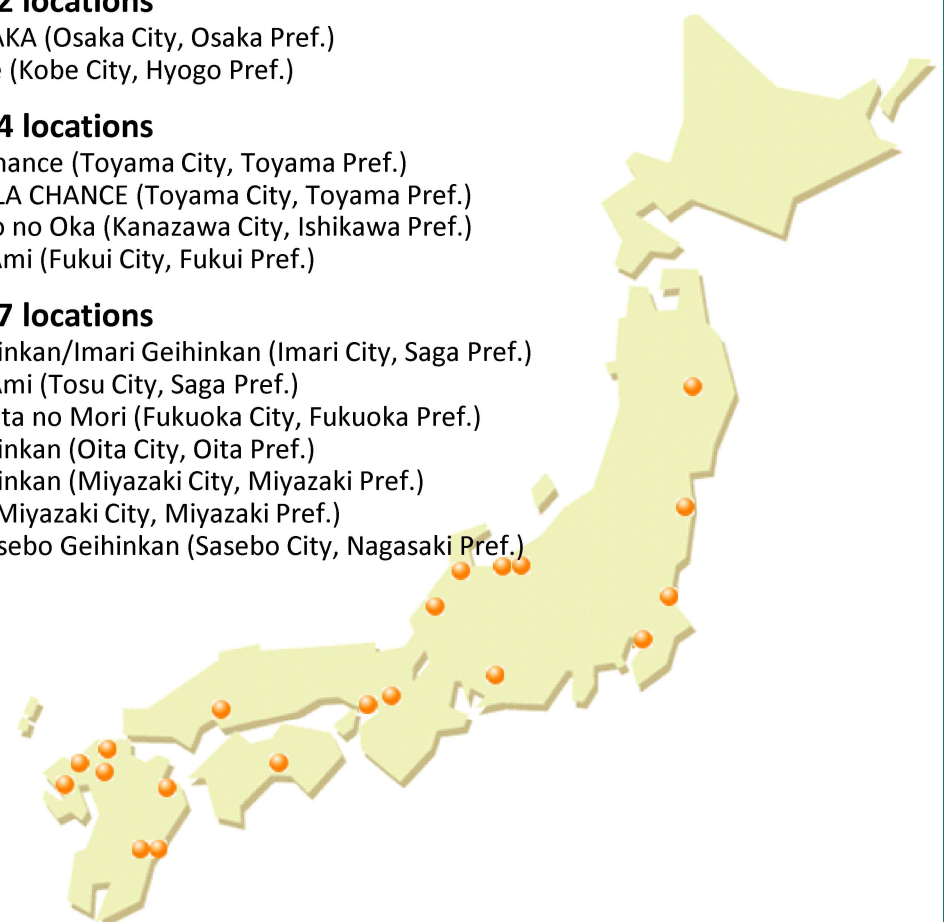 2 locations
AKA (Osaka City, Osaka Pref.)
e (Kobe City, Hyogo Pref.)
4 locations
hance (Toyama City, Toyama Pref.)
LA CHANCE (Toyama City, Toyama Pref.)
o no Oka (Kanazawa City, Ishikawa Pref.)
Ami (Fukui City, Fukui Pref.)
7 locations
inkan/Imari Geihinkan (Imari City, Saga Pref.)
Ami (Tosu City, Saga Pref.)
ta no Mori (Fukuoka City, Fukuoka Pref.)
inkan (Oita City, Oita Pref.)
inkan (Miyazaki City, Miyazaki Pref.)
Miyazaki City, Miyazaki Pref.)
sebo Geihinkan (Sasebo City, Nagasaki Pref.)